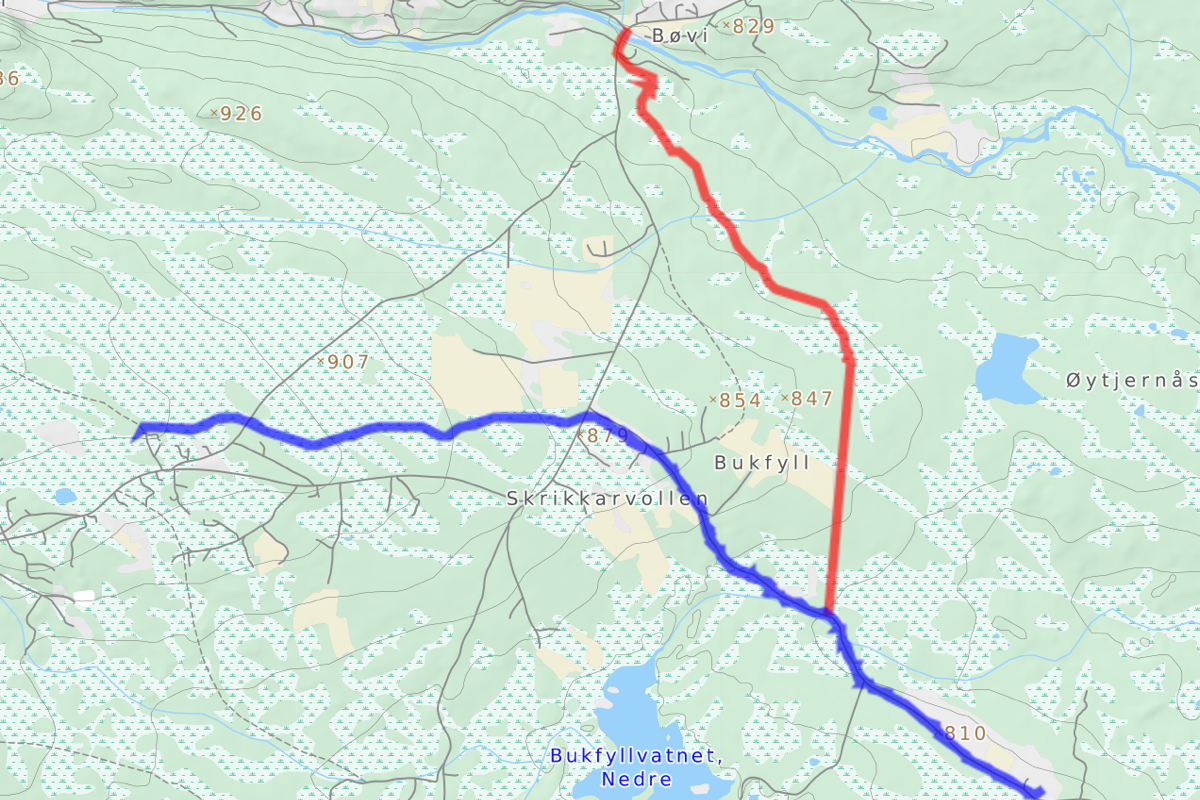 ×829
Bøvi
×926
×907
Øytjernås
×854
×847
×879
Bukfyll
Skrikkarvollen
×810
Bukfyllvatnet,
Nedre